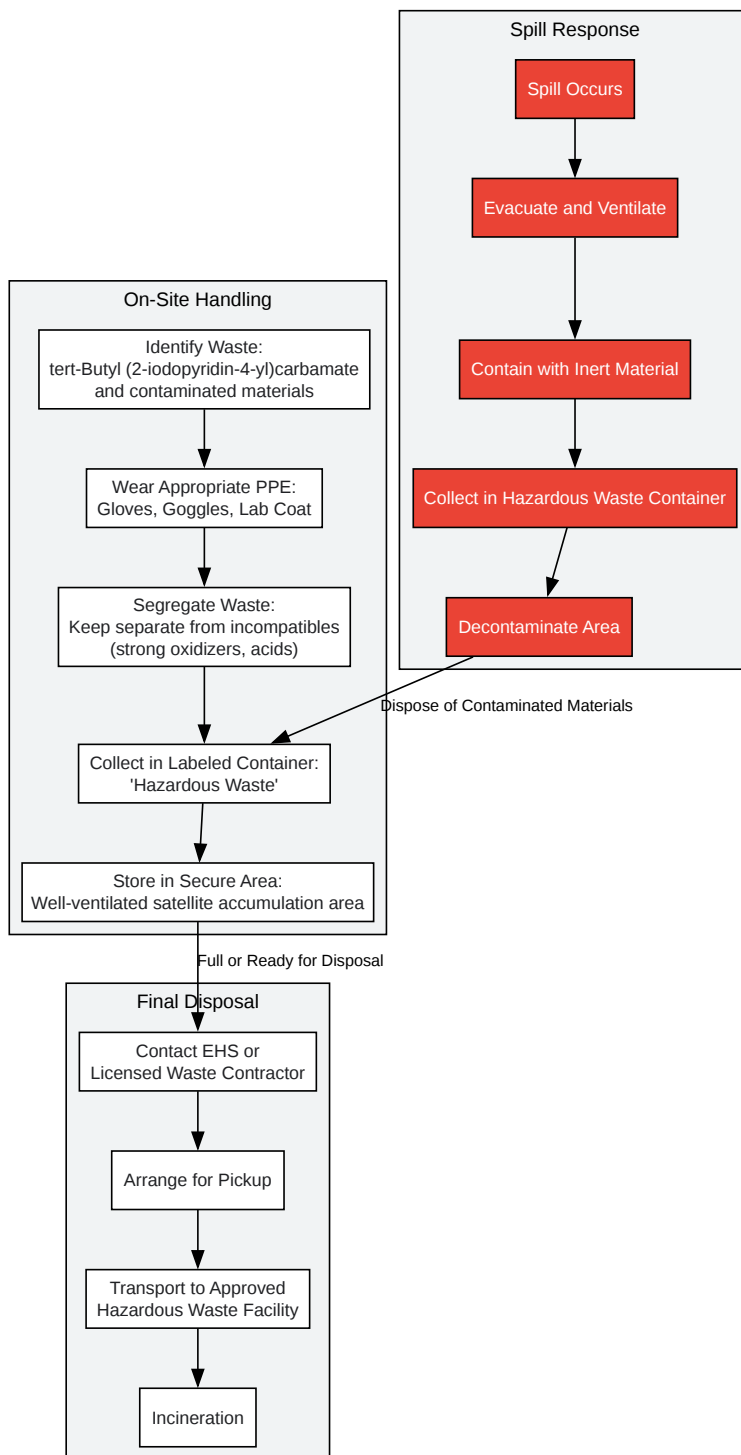 Spill Response
Spill Occurs
Evacuate and Ventilate
Contain with Inert Material
Collect in Hazardous Waste Container
Decontaminate Area
Dispose of Contaminated Materials
On-Site Handling
Identify Waste:
tert-Butyl (2-iodopyridin-4-yl)carbamate
and contaminated materials
Wear Appropriate PPE:
Gloves, Goggles, Lab Coat
Segregate Waste:
Keep separate from incompatibles
(strong oxidizers, acids)
Collect in Labeled Container:
'Hazardous Waste'
Store in Secure Area:
Well-ventilated satellite accumulation area
Full or Ready for Disposal
Final Disposal
Contact EHS or
Licensed Waste Contractor
Arrange for Pickup
Transport to Approved
Hazardous Waste Facility
Incineration